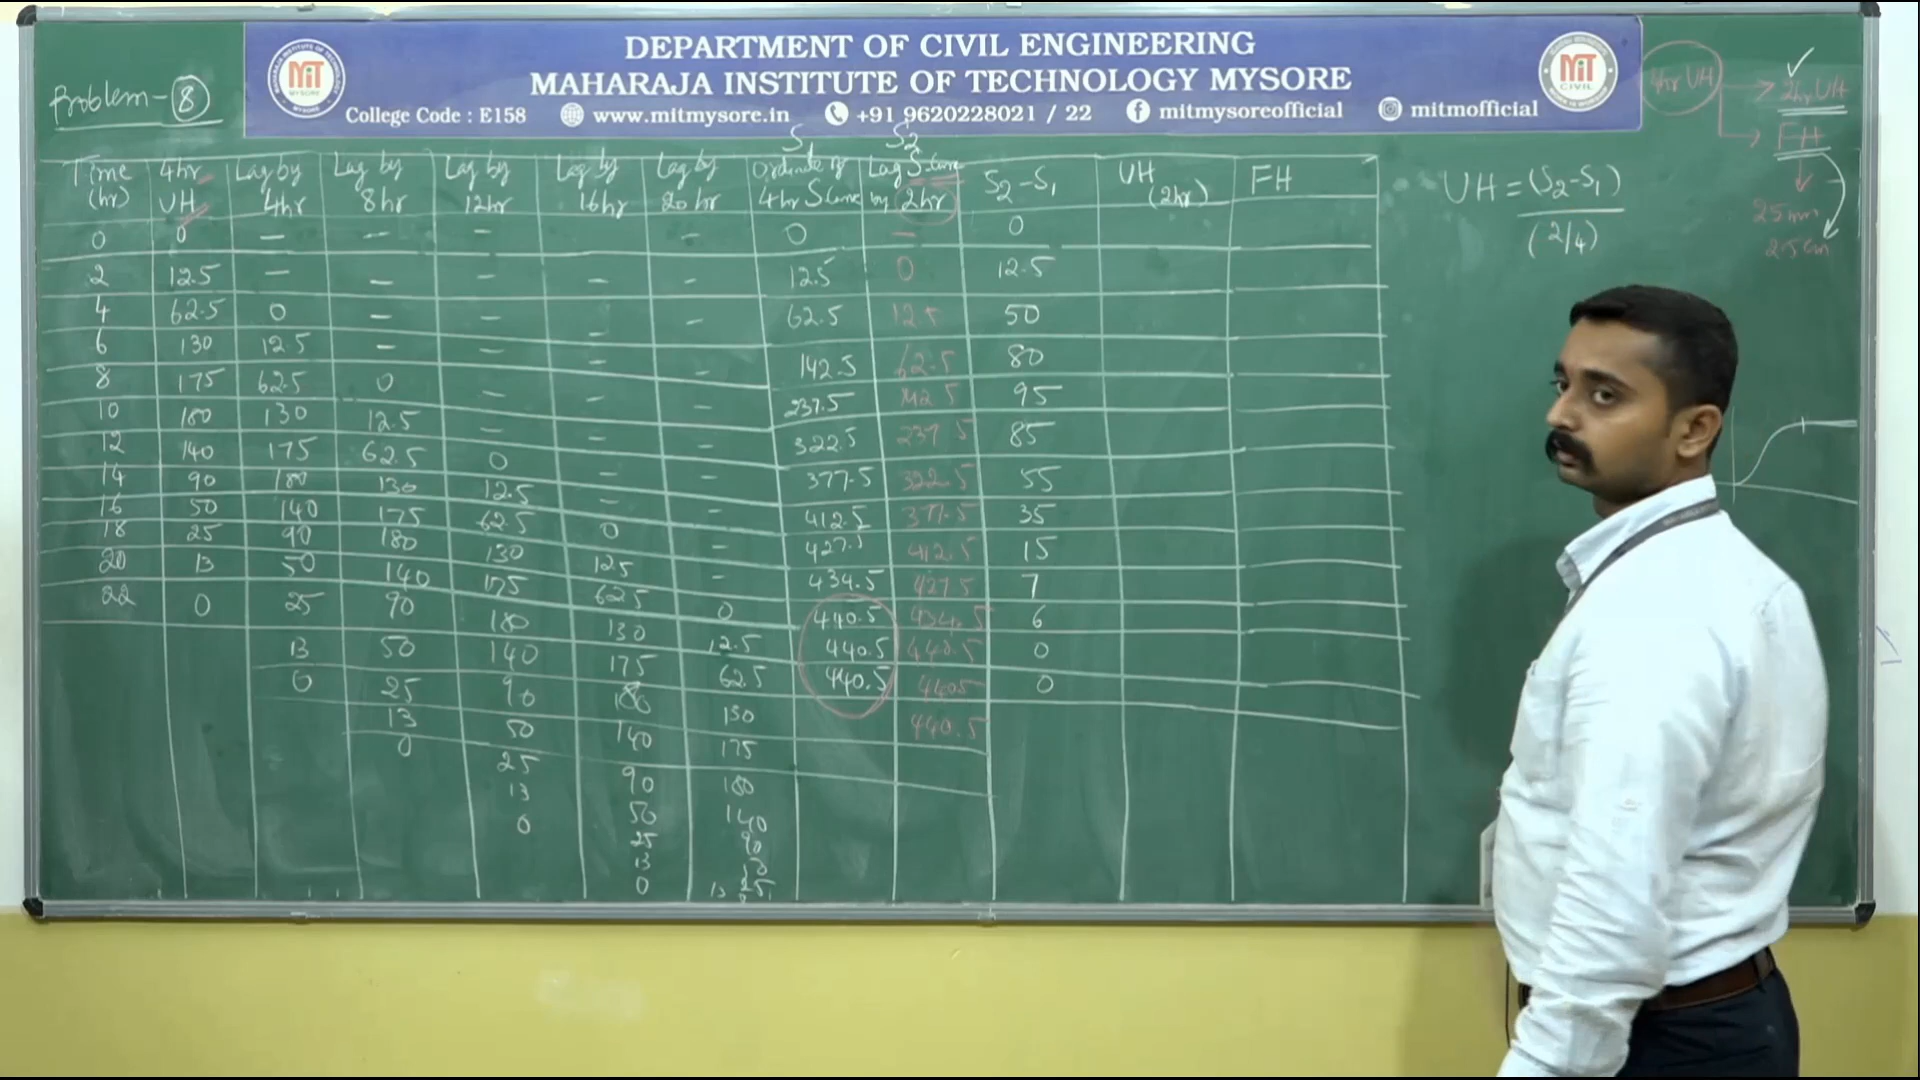 DEPARTMENT OF CIVIL ENGINEERING
MAHARAJA INSTITUTE OF TECHNOLOGY MYSORE
College Code : E158 www.mitmysore.in +91 9620228021 / 22 mitmysoreofficial mitmofficial
MIT MYSORE
MIT CIVIL
Problem - 8
4hr UH → 2hr UH
→ FH
25 mm
2.5 cm
UH = (S2-S1)
(2/4)
S1 S2
Time (hr) 4hr UH Lag by 4hr Lag by 8hr Lag by 12hr Lag by 16hr Lag by 20hr Ordinate of 4hr S Curve Lag S Curve by 2hr S2-S1 UH (2hr) FH
0 0 - - - - 0 - 0
2 12.5 - - - - - 12.5 0 12.5
4 62.5 0 - - - - 62.5 12.5 50
6 130 12.5 - - - - 142.5 62.5 80
8 175 62.5 0 - - - 237.5 142.5 95
10 180 130 12.5 - - - 322.5 237.5 85
12 140 175 62.5 0 - - 377.5 322.5 55
14 90 180 130 12.5 - - 412.5 377.5 35
16 50 140 175 62.5 0 - 427.5 412.5 15
18 25 90 180 130 12.5 - 434.5 427.5 7
20 13 50 140 175 62.5 0 440.5 434.5 6
22 0 25 90 180 130 12.5 440.5 440.5 0
13 50 140 175 62.5 440.5 440.5 0
0 25 90 180 130 440.5
13 50 140 175
0 25 90 180
13 50 140
0 25 90
13 50
0 13 25